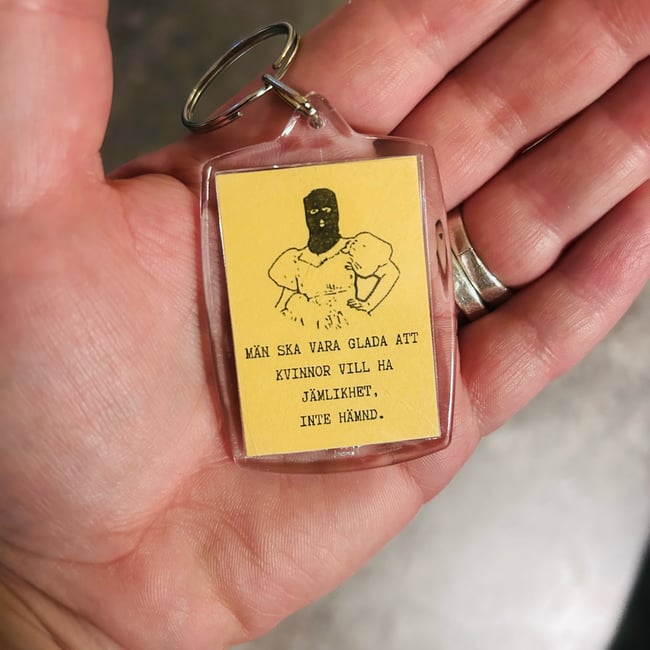 MÄN SKA VARA GLADA ATT
KVINNOR VILL HA
JÄMLIKHET,
INTE HÄMND.